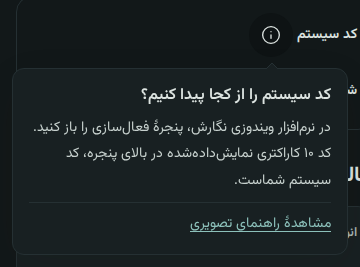 کد سیستم
کد سیستم را از کجا پیدا کنیم؟
در نرم‌افزار ویندوزی نگارش، پنجرهٔ فعال‌سازی را باز کنید.
کد ۱۰ کاراکتری نمایش‌داده‌شده در بالای پنجره، کد
سیستم شماست.
مشاهدهٔ راهنمای تصویری